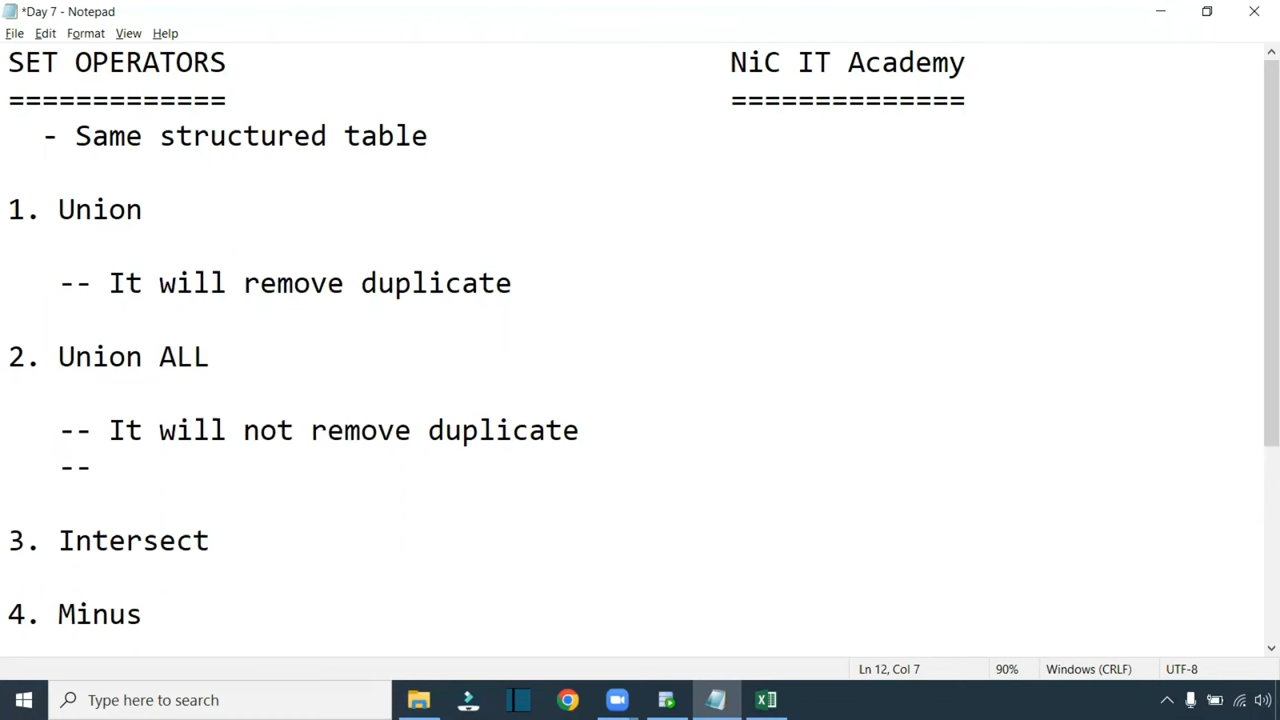 *Day 7 - Notepad
File Edit Format View Help
SET OPERATORS NiC IT Academy
============= ==============
- Same structured table
1. Union
-- It will remove duplicate
2. Union ALL
-- It will not remove duplicate
--
3. Intersect
4. Minus
Ln 12, Col 7 90% Windows (CRLF) UTF-8
Type here to search